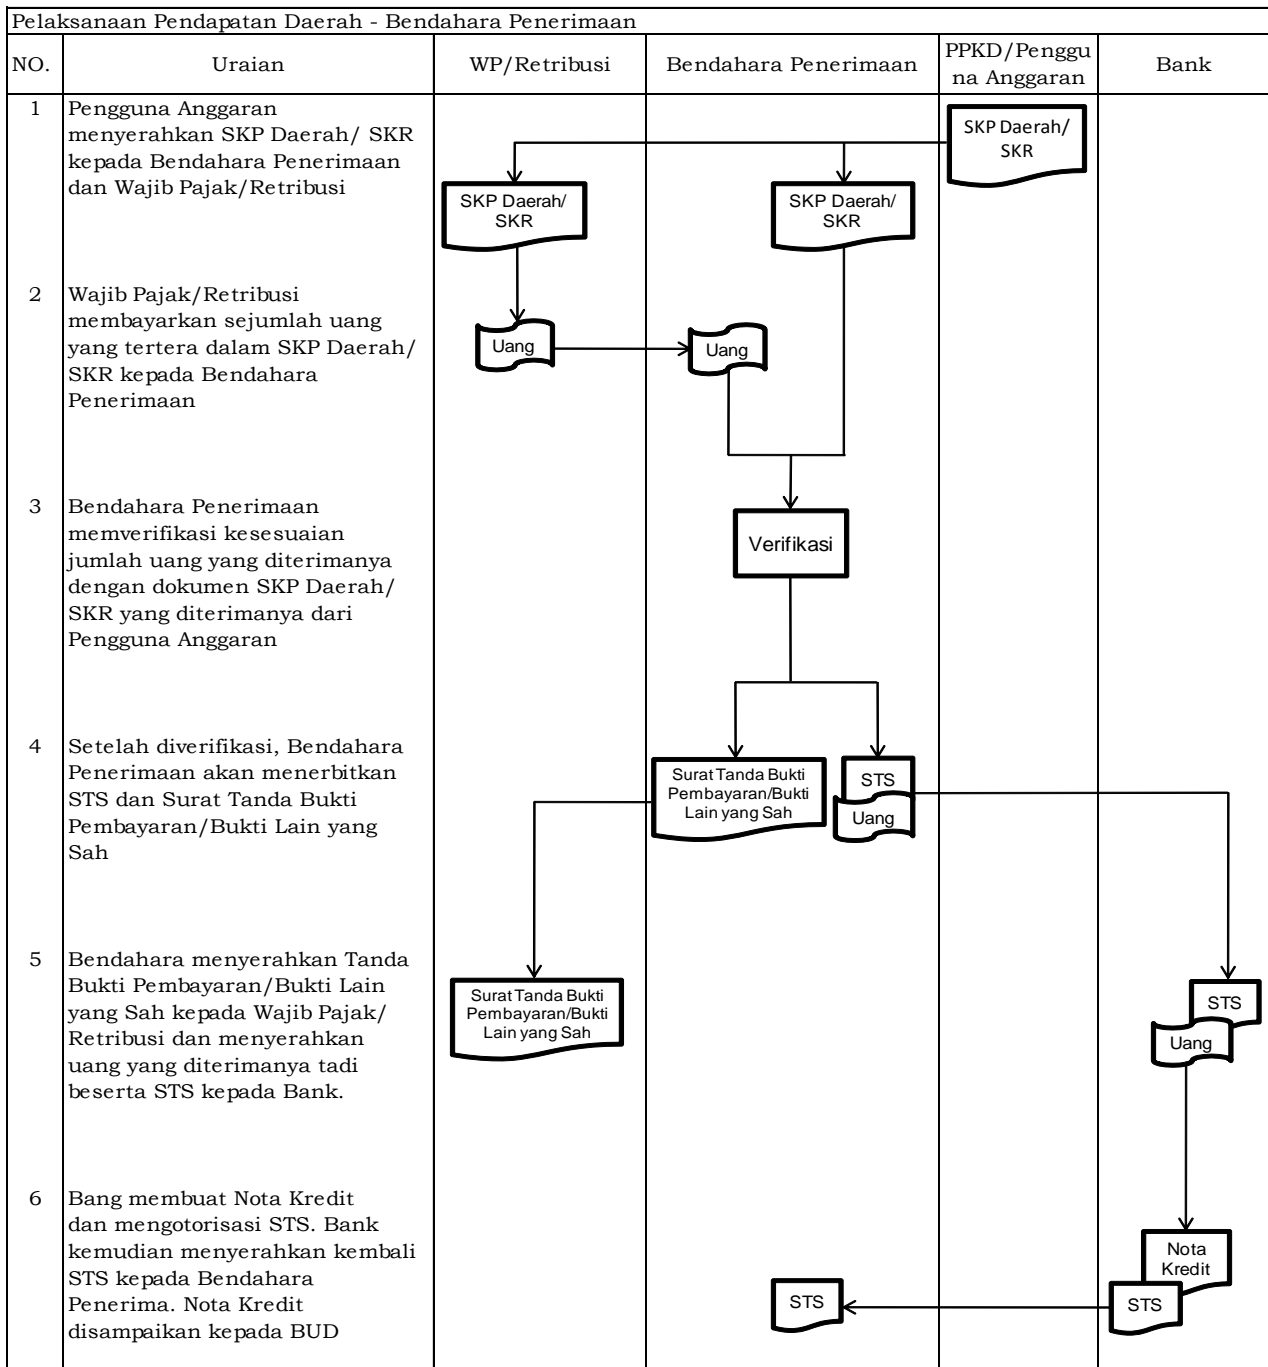 Pelaksanaan Pendapatan Daerah - Bendahara Penerimaan
NO.
Uraian
WP/Retribusi
Bendahara Penerimaan
PPKD/Penggu
na Anggaran
Bank
1
Pengguna Anggaran
menyerahkan SKP Daerah/ SKR
kepada Bendahara Penerimaan
dan Wajib Pajak/Retribusi
SKP Daerah/
SKR
SKP Daerah/
SKR
SKP Daerah/
SKR
2
Wajib Pajak/Retribusi
membayarkan sejumlah uang
yang tertera dalam SKP Daerah/
SKR kepada Bendahara
Penerimaan
Uang
Uang
3
Bendahara Penerimaan
memverifikasi kesesuaian
jumlah uang yang diterimanya
dengan dokumen SKP Daerah/
SKR yang diterimanya dari
Pengguna Anggaran
Verifikasi
4
Setelah diverifikasi, Bendahara
Penerimaan akan menerbitkan
STS dan Surat Tanda Bukti
Pembayaran/Bukti Lain yang
Sah
Surat Tanda Bukti
Pembayaran/Bukti
Lain yang Sah
STS
Uang
5
Bendahara menyerahkan Tanda
Bukti Pembayaran/Bukti Lain
yang Sah kepada Wajib Pajak/
Retribusi dan menyerahkan
uang yang diterimanya tadi
beserta STS kepada Bank.
Surat Tanda Bukti
Pembayaran/Bukti
Lain yang Sah
STS
Uang
6
Bang membuat Nota Kredit
dan mengotorisasi STS. Bank
kemudian menyerahkan kembali
STS kepada Bendahara
Penerima. Nota Kredit
disampaikan kepada BUD
STS
Nota
Kredit
STS